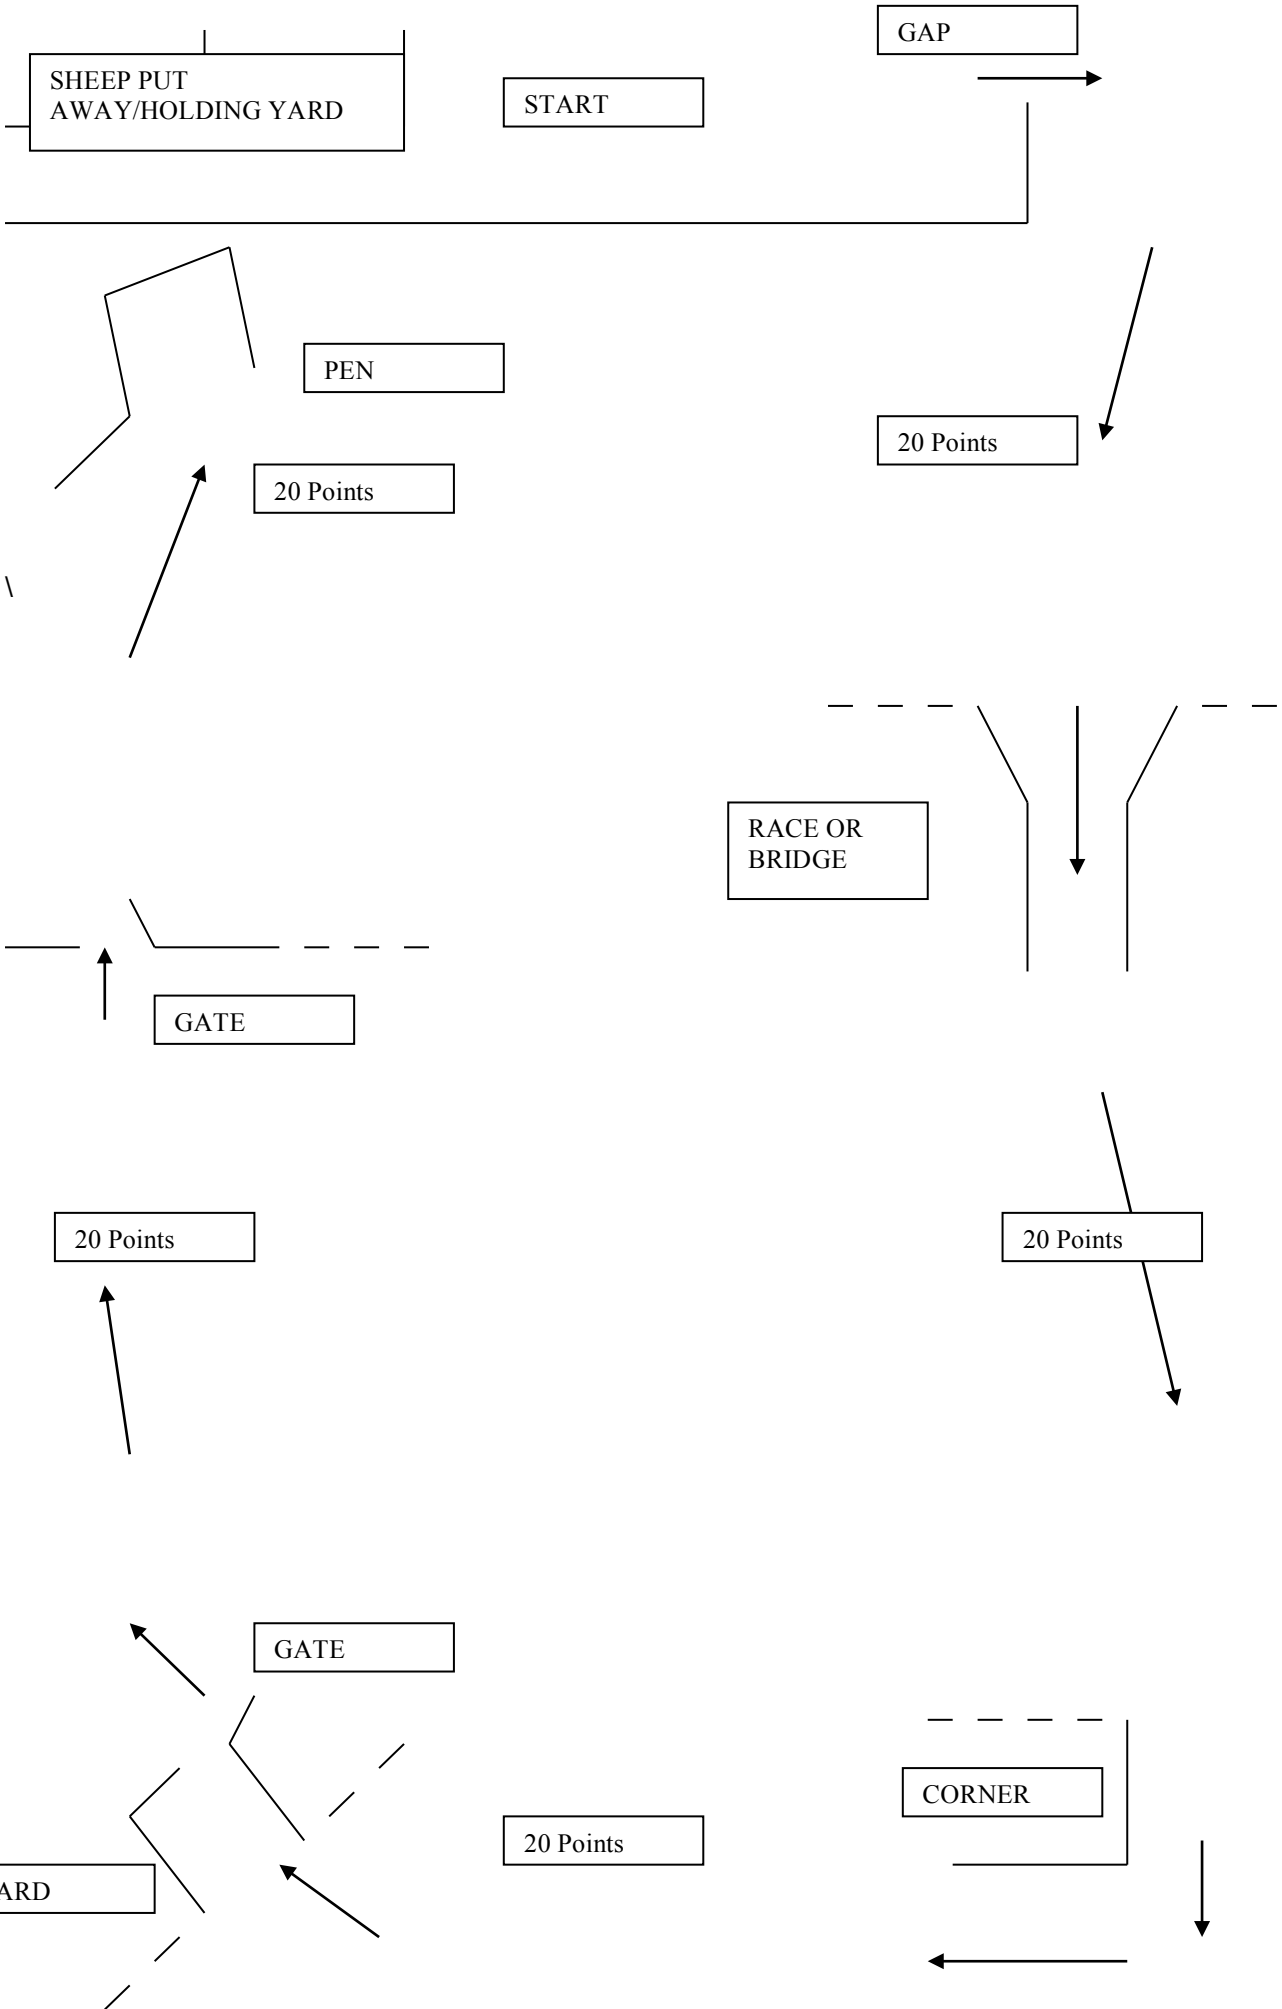 GAP
SHEEP PUT
AWAY/HOLDING YARD
START
PEN
20 Points
20 Points
RACE OR
BRIDGE
GATE
20 Points
20 Points
GATE
CORNER
20 Points
ARD